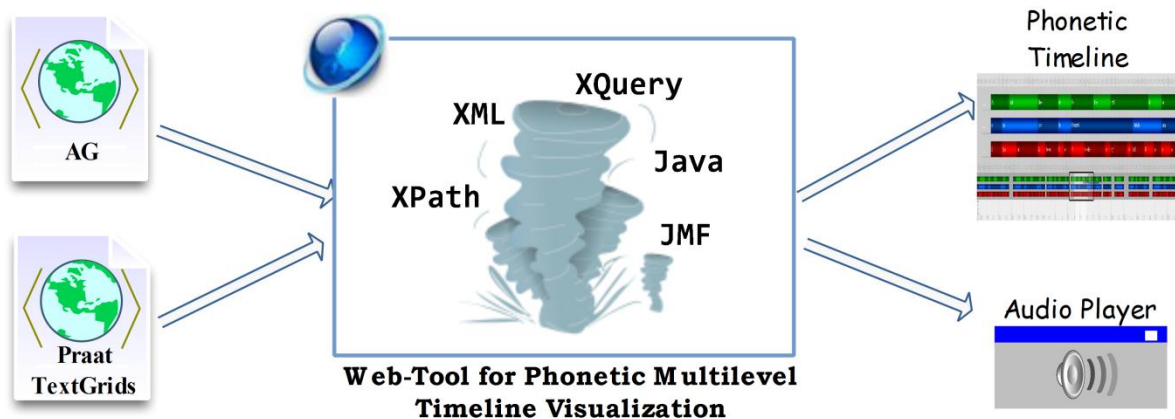 AG
Praat
TextGrids
XQuery
XML
Java
XPath
JMF
Web-Tool for Phonetic Multilevel
Timeline Visualization
Phonetic
Timeline
Audio Player